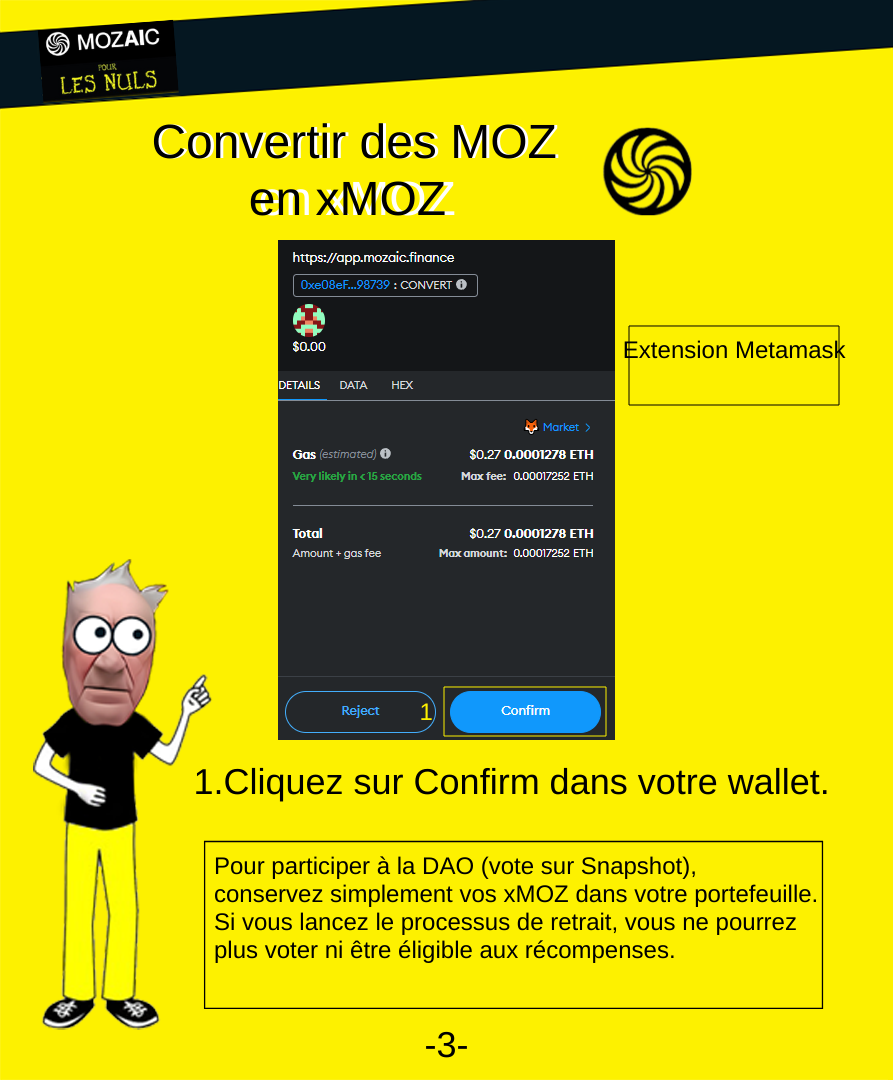 MOZAIC
POUR
LES NULS
Convertir des MOZ
en xMOZ
https://app.mozaic.finance
0xe08eF...98739 : CONVERT
$0.00
Extension Metamask
DETAILS DATA HEX
Market >
Gas (estimated) $0.27 0.0001278 ETH
Very likely in < 15 seconds Max fee: 0.00017252 ETH
Total $0.27 0.0001278 ETH
Amount + gas fee Max amount: 0.00017252 ETH
Reject 1 Confirm
1.Cliquez sur Confirm dans votre wallet.
Pour participer à la DAO (vote sur Snapshot),
conservez simplement vos xMOZ dans votre portefeuille.
Si vous lancez le processus de retrait, vous ne pourrez
plus voter ni être éligible aux récompenses.
-3-